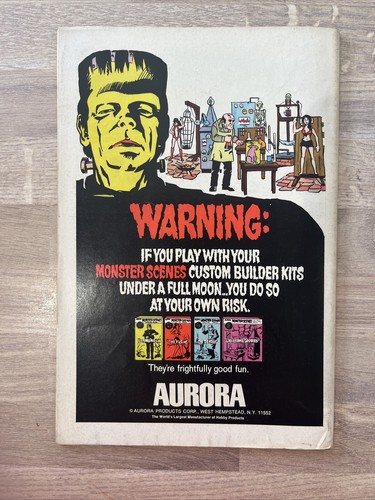 WARNING:
IF YOU PLAY WITH YOUR
MONSTER SCENES CUSTOM BUILDER KITS
UNDER A FULL MOON...YOU DO SO
AT YOUR OWN RISK.
They're frightfully good fun.
AURORA
© AURORA PRODUCTS CORP., WEST HEMPSTEAD, N.Y. 11552
The World's Largest Manufacturer of Hobby Products